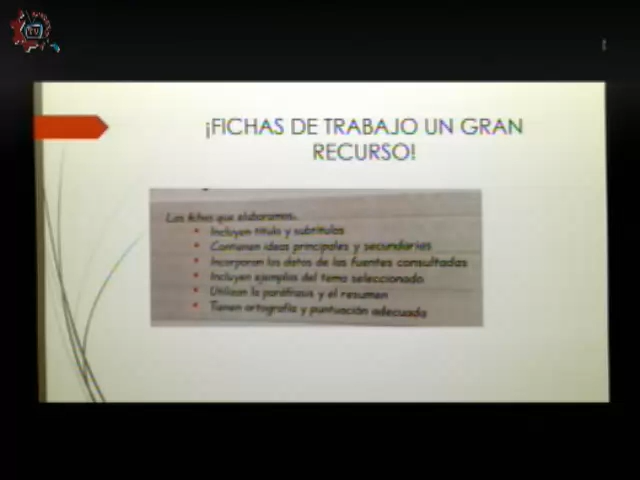 TV
¡FICHAS DE TRABAJO UN GRAN
RECURSO!
Las fichas que elaboramos.
Incluyen título y subtítulos
Contienen ideas principales y secundarias
Incorporan los datos de las fuentes consultadas
Incluyen ejemplos del tema seleccionado
Utilizan la paráfrasis y el resumen
Tienen ortografía y puntuación adecuada